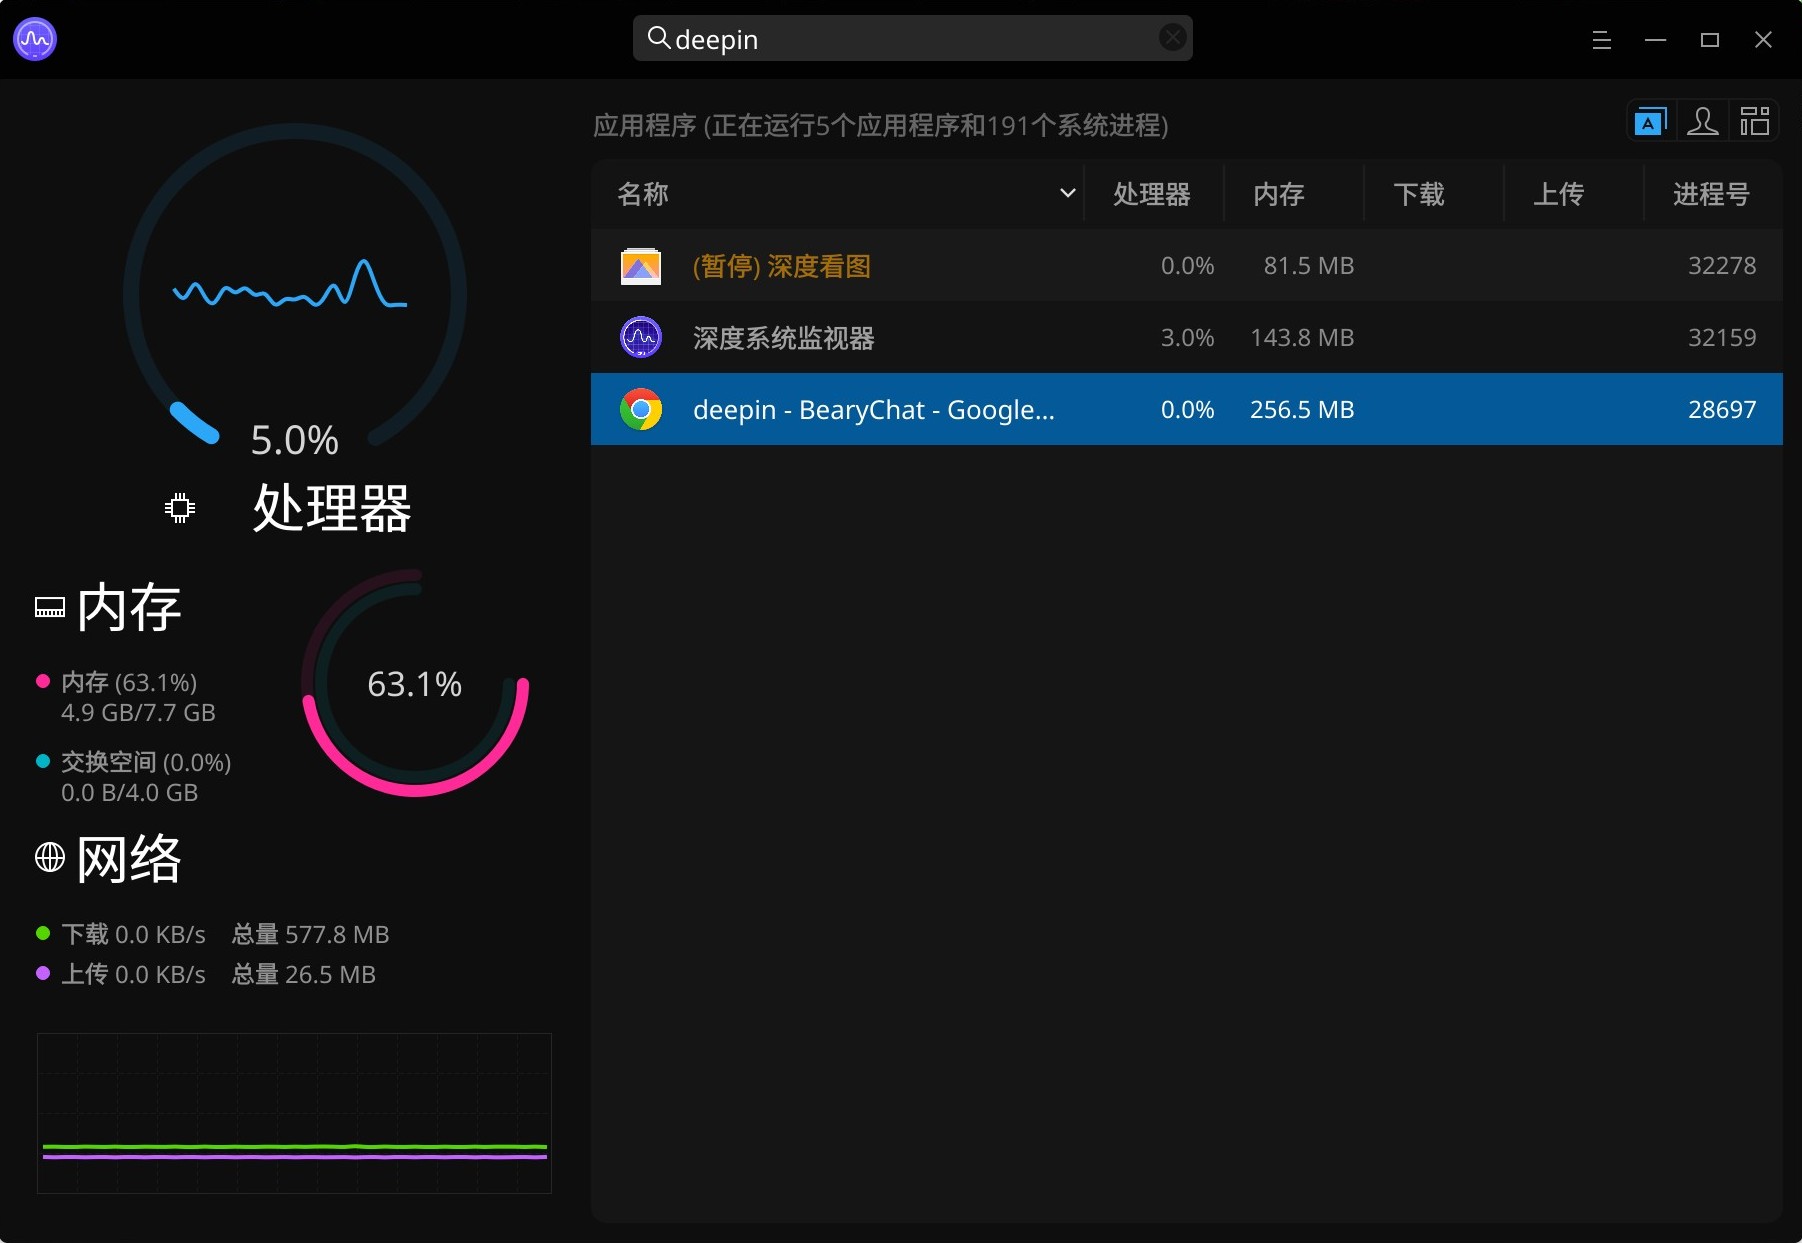 deepin
应用程序 (正在运行5个应用程序和191个系统进程)
名称 处理器 内存 下载 上传 进程号
(暂停) 深度看图 0.0% 81.5 MB 32278
深度系统监视器 3.0% 143.8 MB 32159
deepin - BearyChat - Google... 0.0% 256.5 MB 28697
5.0%
处理器
内存
内存 (63.1%)
4.9 GB/7.7 GB
交换空间 (0.0%)
0.0 B/4.0 GB
63.1%
网络
下载 0.0 KB/s 总量 577.8 MB
上传 0.0 KB/s 总量 26.5 MB